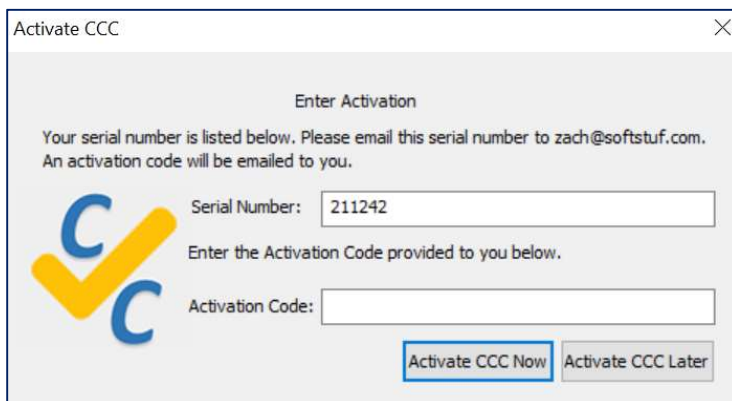 Activate CCC
Enter Activation
Your serial number is listed below. Please email this serial number to zach@softstuf.com.
An activation code will be emailed to you.
C
C
Serial Number: 211242
Enter the Activation Code provided to you below.
Activation Code:
Activate CCC Now Activate CCC Later